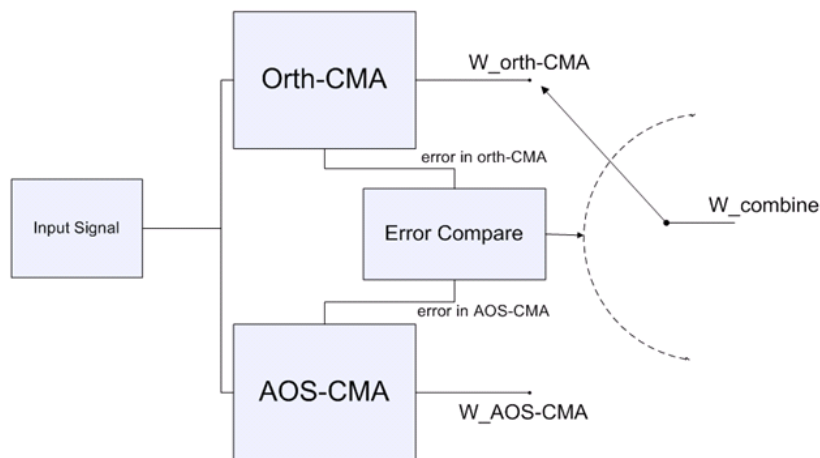 Orth-CMA
W_orth-CMA
error in orth-CMA
Input Signal
Error Compare
W_combine
error in AOS-CMA
AOS-CMA
W_AOS-CMA